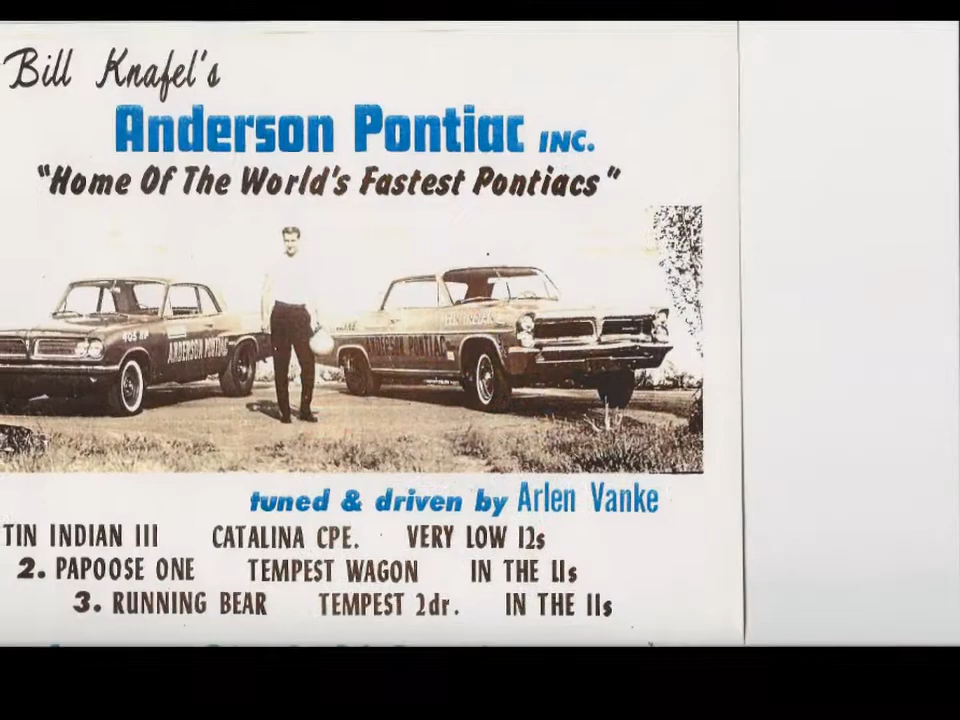 Bill Knafel's
Anderson Pontiac INC.
"Home Of The World's Fastest Pontiacs"
405 HP
ANDERSON PONTIAC
ANDERSON PONTIAC
tuned & driven by Arlen Vanke
TIN INDIAN III CATALINA CPE. VERY LOW 12s
2. PAPOOSE ONE TEMPEST WAGON IN THE 11s
3. RUNNING BEAR TEMPEST 2dr. IN THE 11s